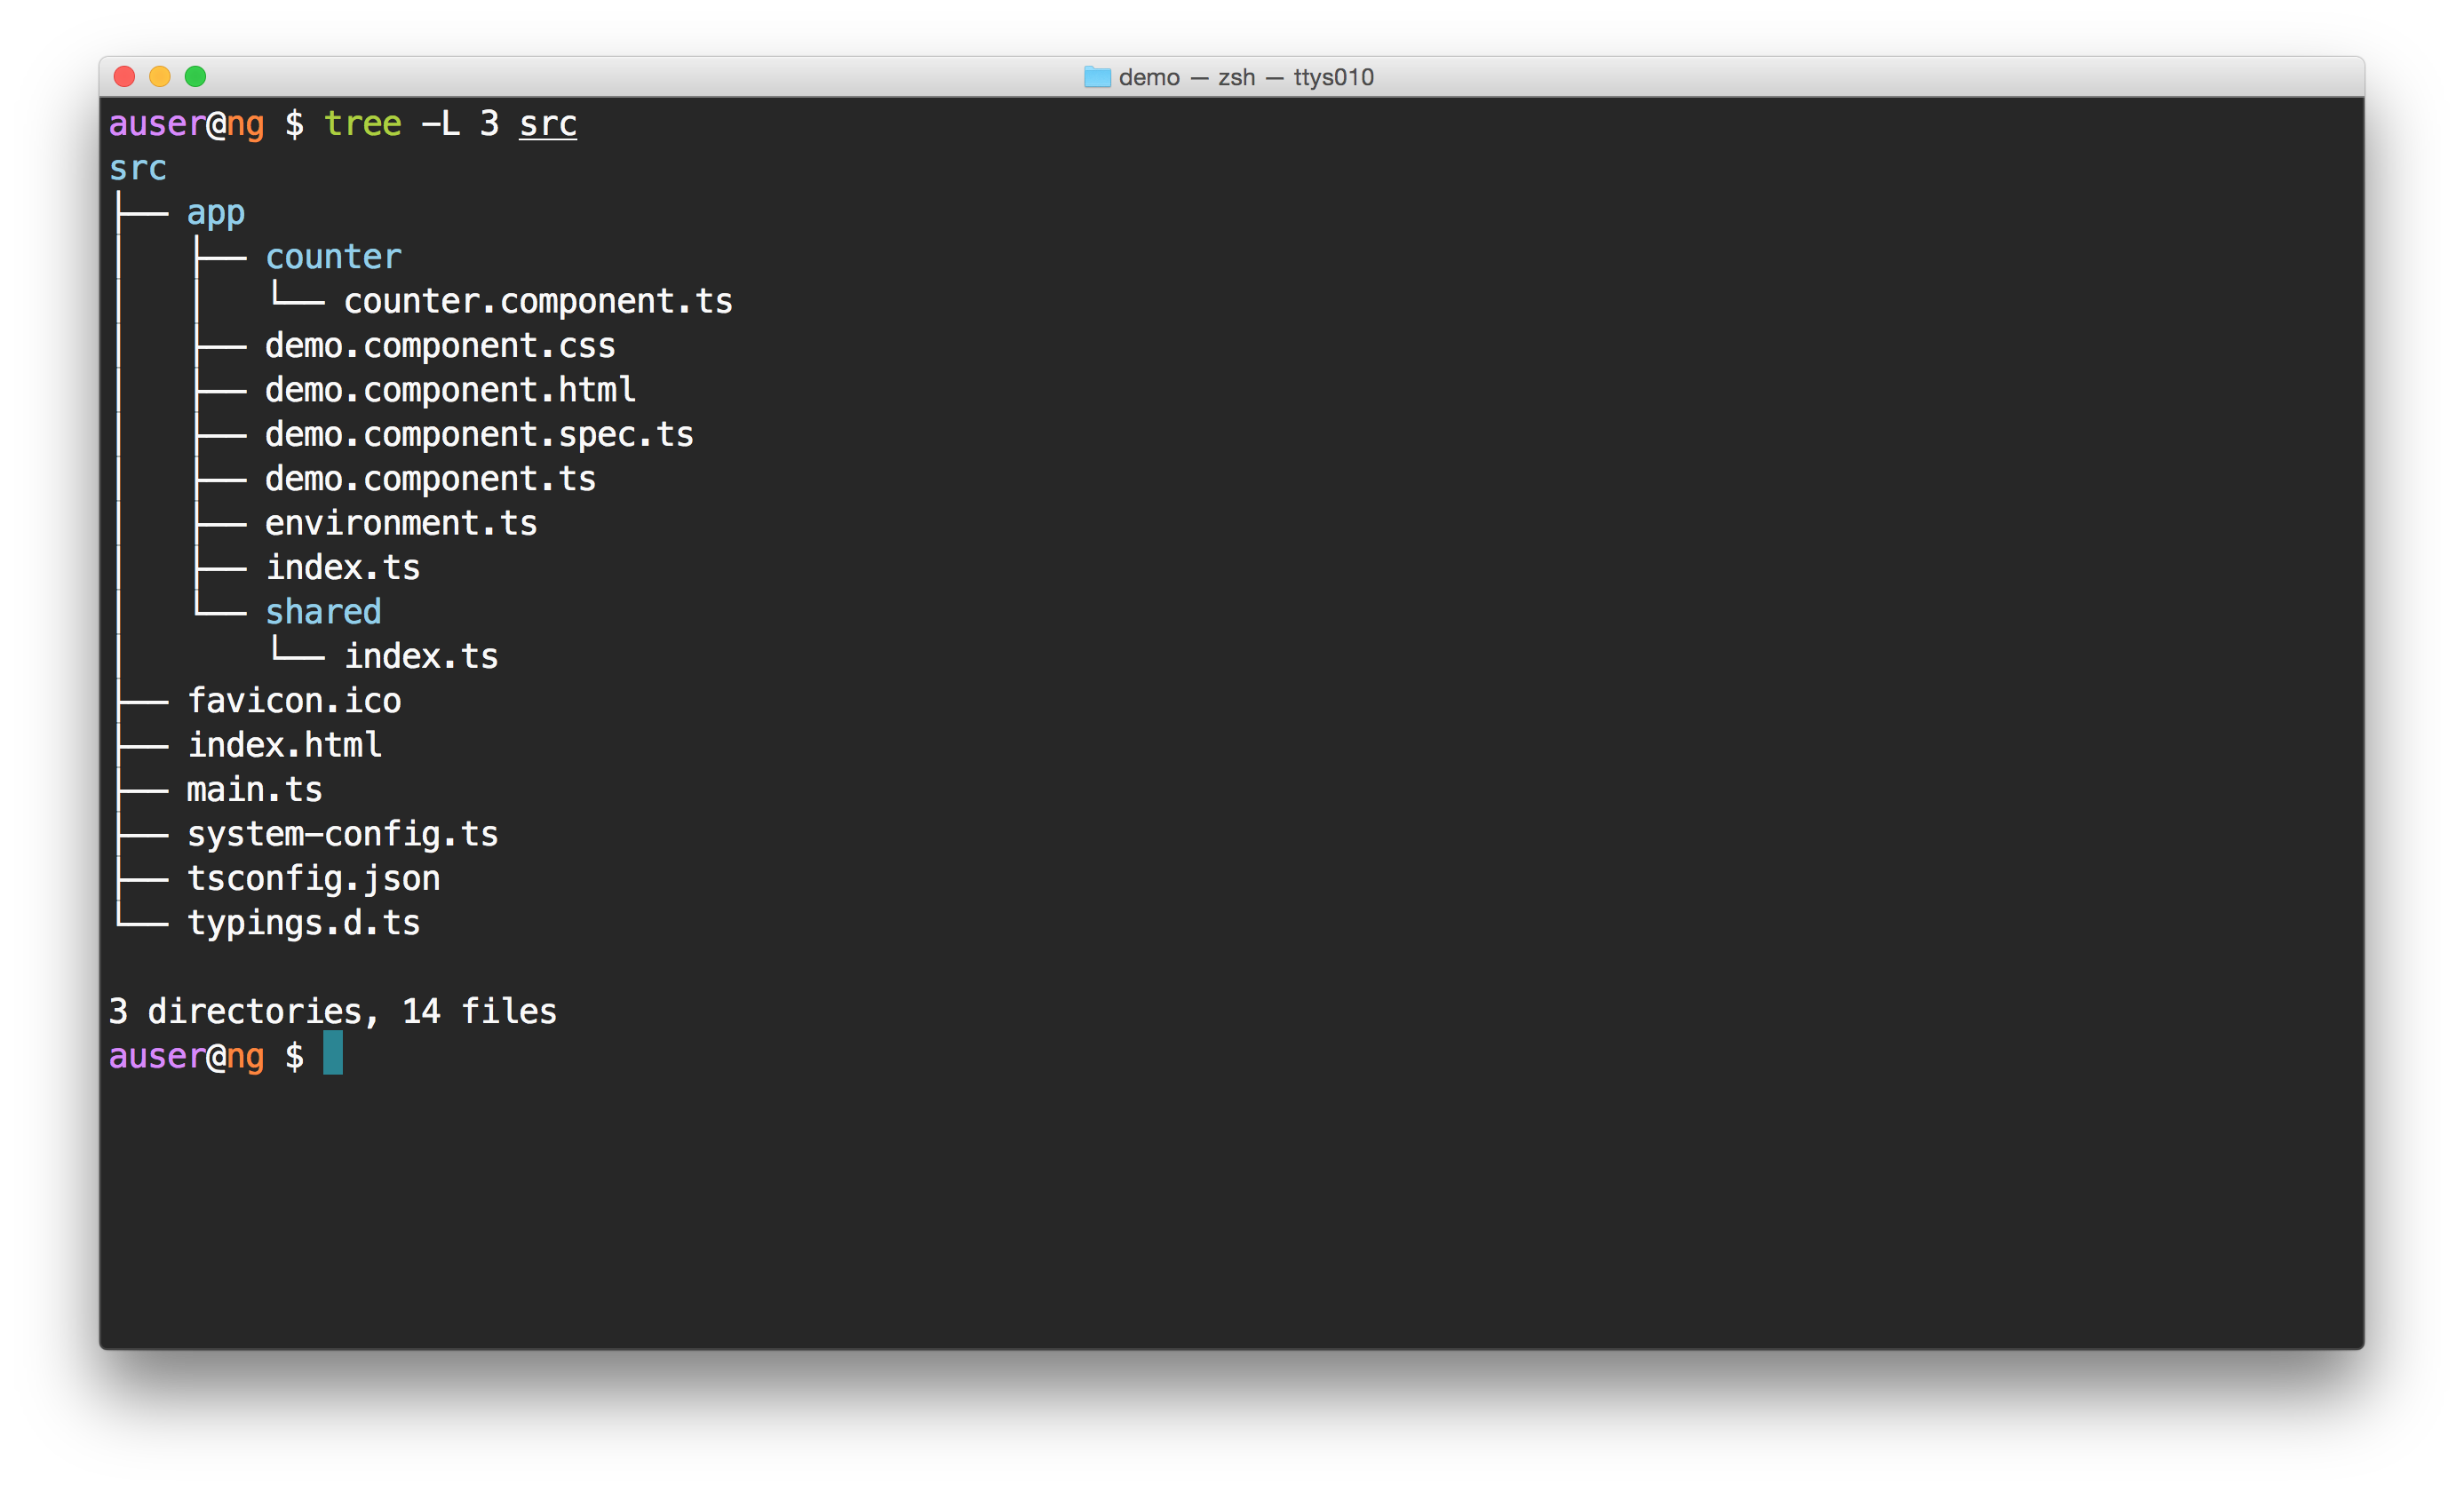 demo — zsh — ttys010
auser@ng $ tree -L 3 src
src
├── app
│   ├── counter
│   │   └── counter.component.ts
│   ├── demo.component.css
│   ├── demo.component.html
│   ├── demo.component.spec.ts
│   ├── demo.component.ts
│   ├── environment.ts
│   ├── index.ts
│   └── shared
│       └── index.ts
├── favicon.ico
├── index.html
├── main.ts
├── system-config.ts
├── tsconfig.json
└── typings.d.ts
3 directories, 14 files
auser@ng $